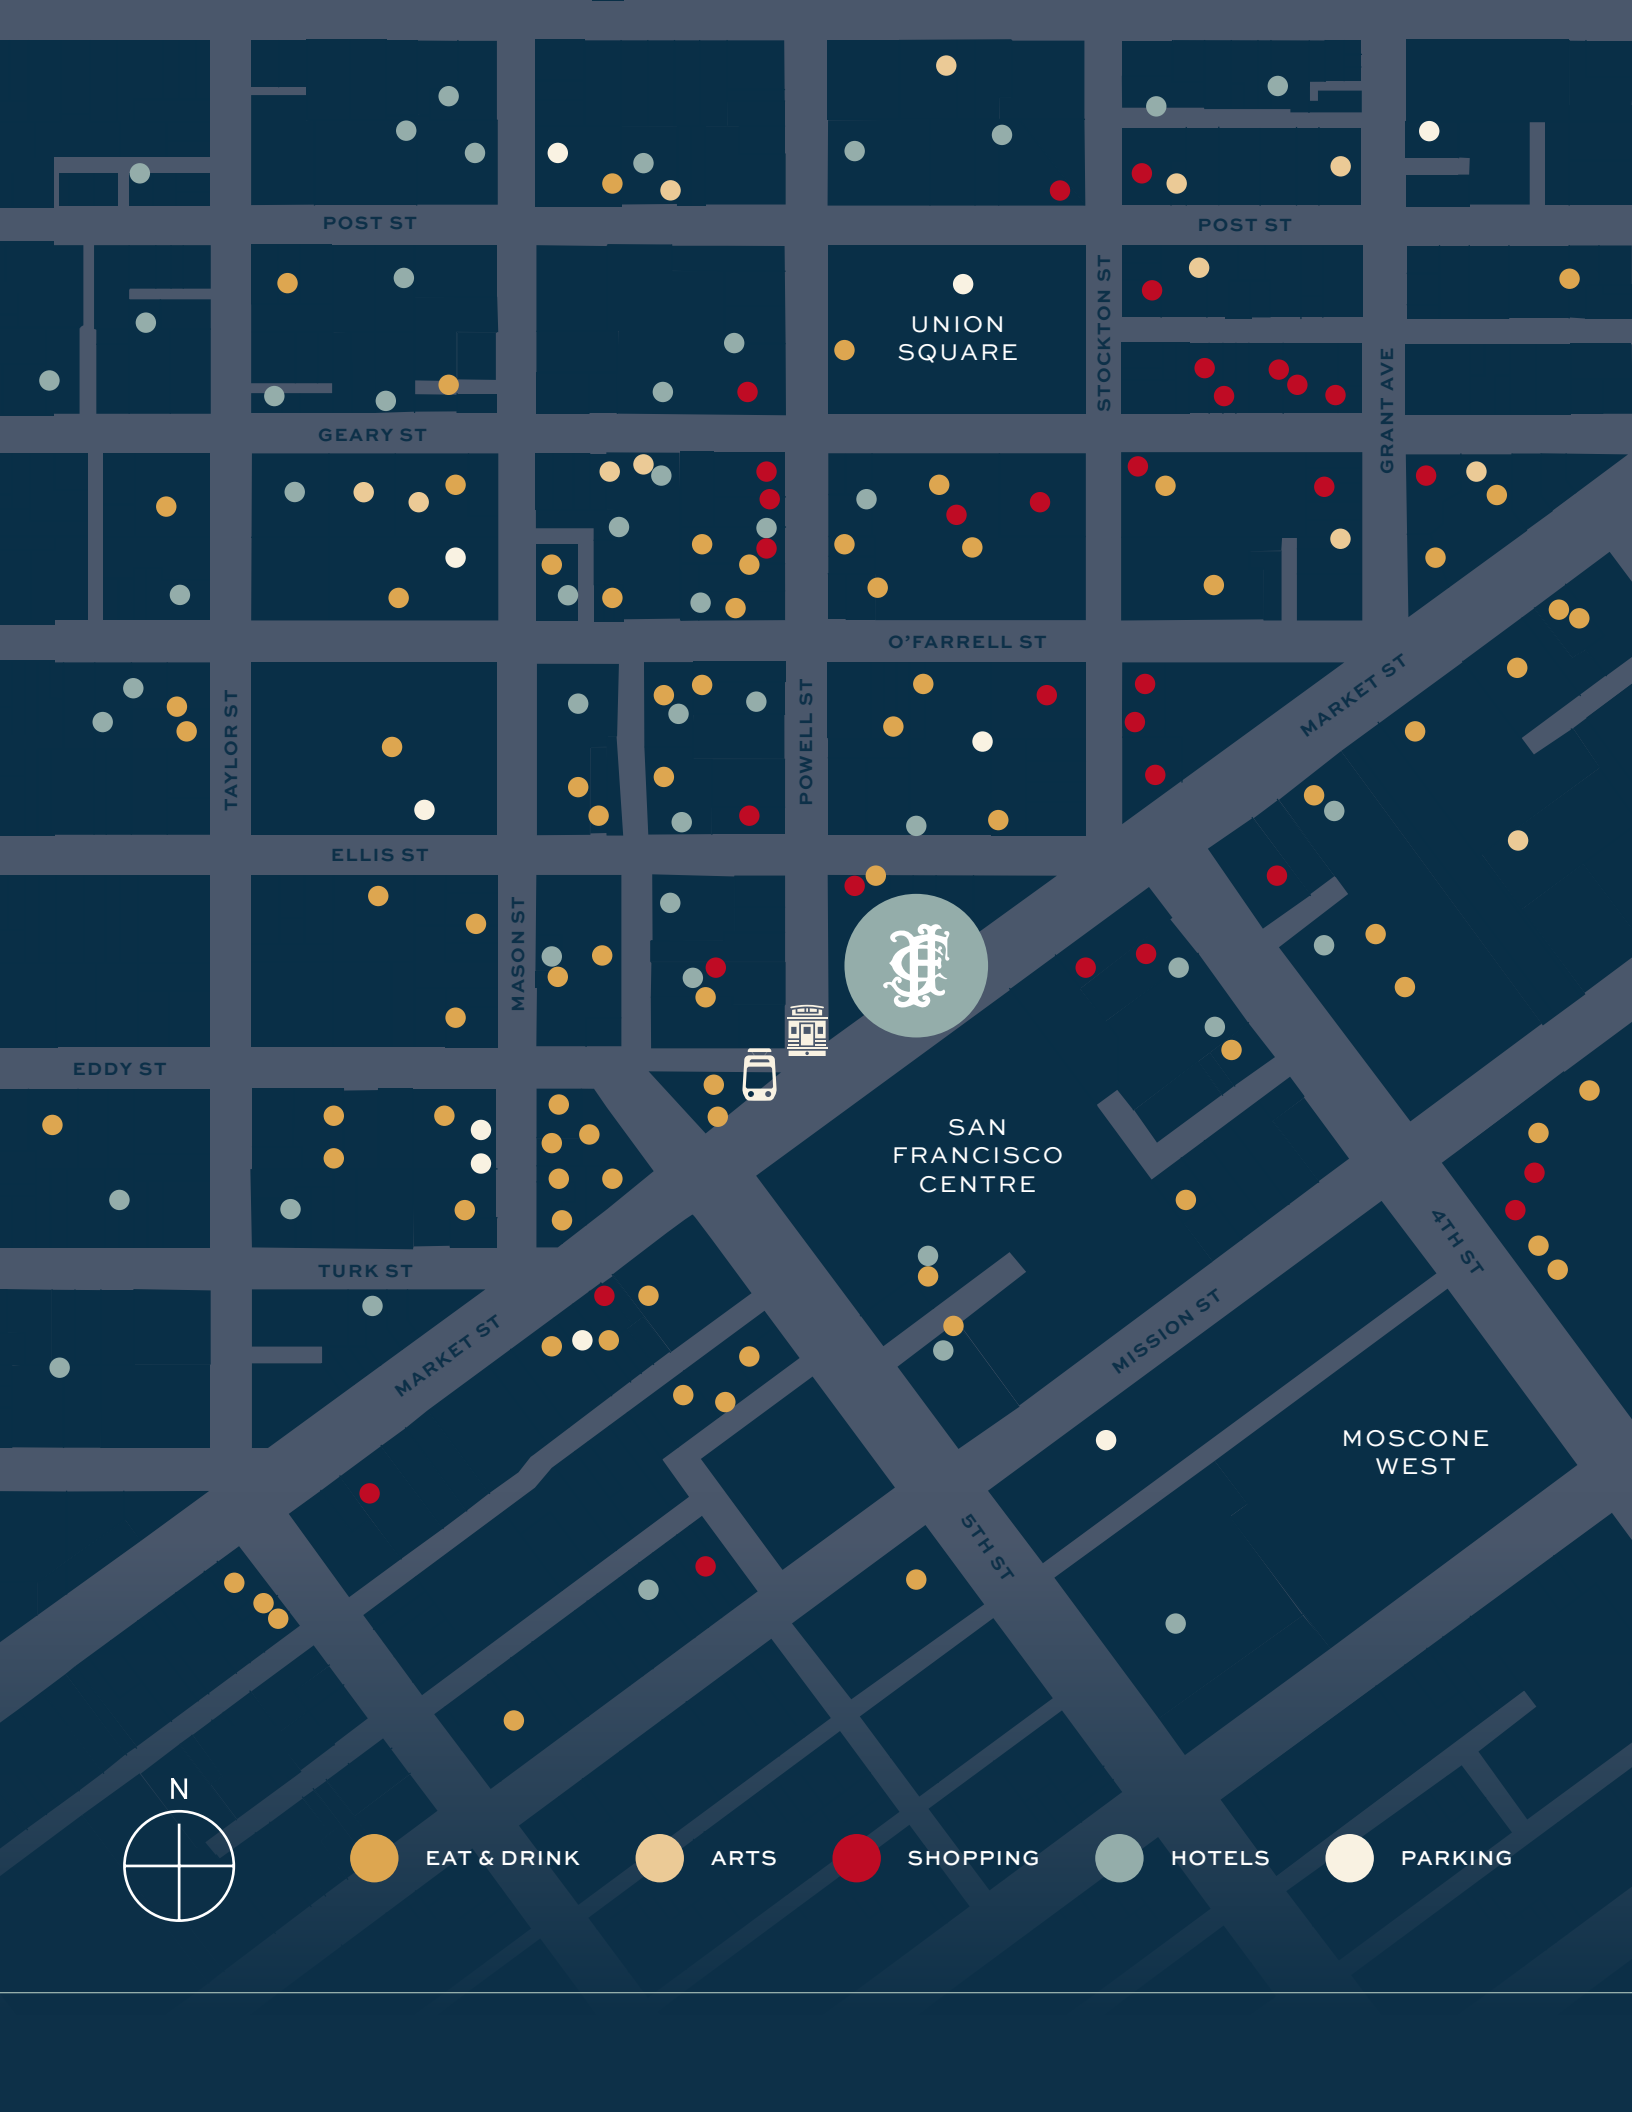 POST ST
POST ST
STOCKTON ST
UNION
SQUARE
GRANT AVE
GEARY ST
O'FARRELL ST
MARKET ST
TAYLOR ST
POWELL ST
ELLIS ST
MASON ST
EDDY ST
SAN
FRANCISCO
CENTRE
4TH ST
TURK ST
MISSION ST
MARKET ST
MOSCONE
WEST
5TH ST
N
EAT & DRINK
ARTS
SHOPPING
HOTELS
PARKING